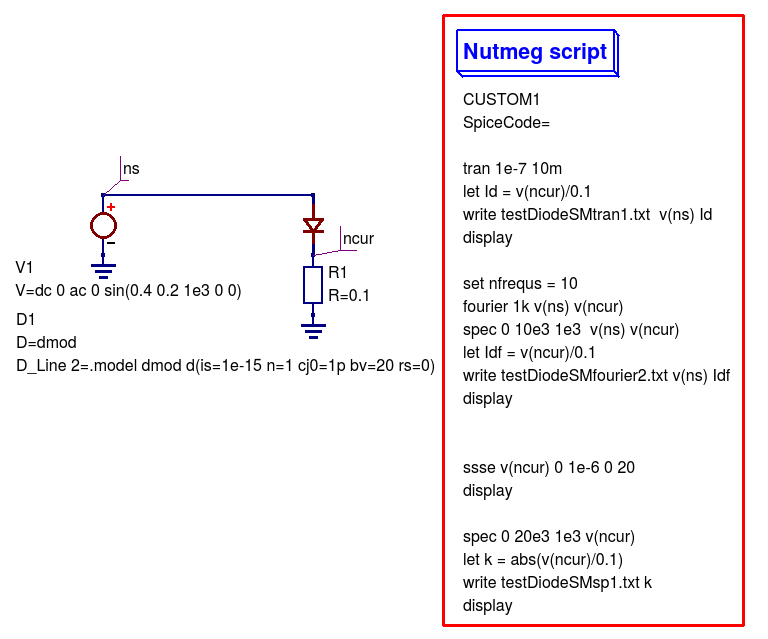 ns
+
−
ncur
V1
V=dc 0 ac 0 sin(0.4 0.2 1e3 0 0)
R1
R=0.1
D1
D=dmod
D_Line 2=.model dmod d(is=1e-15 n=1 cj0=1p bv=20 rs=0)
Nutmeg script
CUSTOM1
SpiceCode=
tran 1e-7 10m
let Id = v(ncur)/0.1
write testDiodeSMtran1.txt  v(ns) Id
display
set nfrequs = 10
fourier 1k v(ns) v(ncur)
spec 0 10e3 1e3  v(ns) v(ncur)
let Idf = v(ncur)/0.1
write testDiodeSMfourier2.txt v(ns) Idf
display
ssse v(ncur) 0 1e-6 0 20
display
spec 0 20e3 1e3 v(ncur)
let k = abs(v(ncur)/0.1)
write testDiodeSMsp1.txt k
display